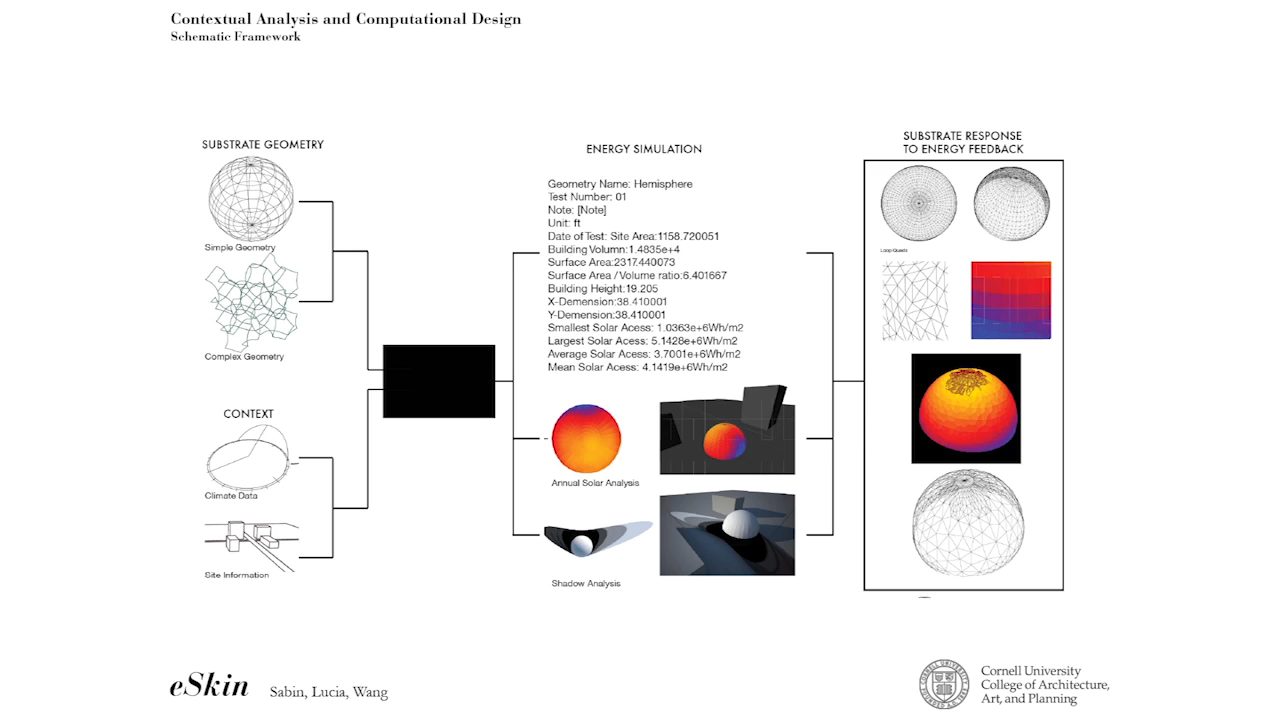 Contextual Analysis and Computational Design
Schematic Framework
SUBSTRATE GEOMETRY
Simple Geometry
Complex Geometry
CONTEXT
Climate Data
Site Information
ENERGY SIMULATION
Geometry Name: Hemisphere
Test Number: 01
Note: [Note]
Unit: ft
Date of Test: Site Area:1158.720051
Building Volumn:1.4835e+4
Surface Area:2317.440073
Surface Area / Volume ratio:6.401667
Building Height:19.205
X-Demension:38.410001
Y-Demension:38.410001
Smallest Solar Acess: 1.0363e+6Wh/m2
Largest Solar Acess: 5.1428e+6Wh/m2
Average Solar Acess: 3.7001e+6Wh/m2
Mean Solar Acess: 4.1419e+6Wh/m2
Annual Solar Analysis
Shadow Analysis
SUBSTRATE RESPONSE
TO ENERGY FEEDBACK
Loop Quads
eSkin Sabin, Lucia, Wang
Cornell University
College of Architecture,
Art, and Planning